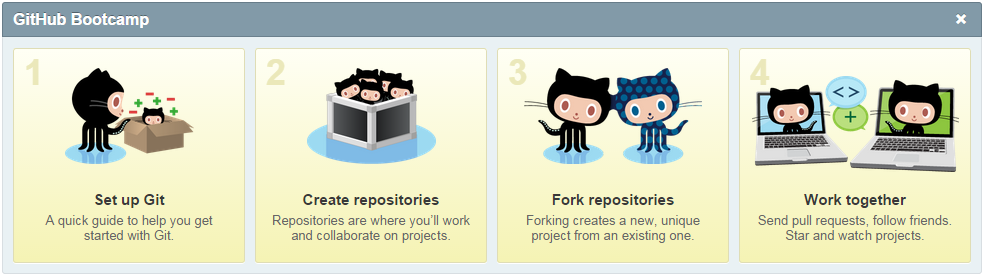 GitHub Bootcamp
1
Set up Git
A quick guide to help you get
started with Git.
2
Create repositories
Repositories are where you’ll work
and collaborate on projects.
3
Fork repositories
Forking creates a new, unique
project from an existing one.
4
<>
+
Work together
Send pull requests, follow friends.
Star and watch projects.